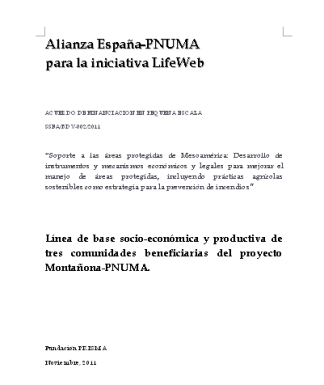 Alianza España-PNUMA
para la iniciativa LifeWeb
ACUERDO DE FINANCIACION EN PEQUEÑA ESCALA
SSFA/DDV-002/2011
"Soporte a las áreas protegidas de Mesoamérica: Desarrollo de
instrumentos y mecanismos económicos y legales para mejorar el
manejo de áreas protegidas, incluyendo prácticas agrícolas
sostenibles como estrategia para la prevención de incendios"
Línea de base socio-económica y productiva de
tres comunidades beneficiarias del proyecto
Montañona-PNUMA.
Fundación PRISMA
Noviembre, 2011